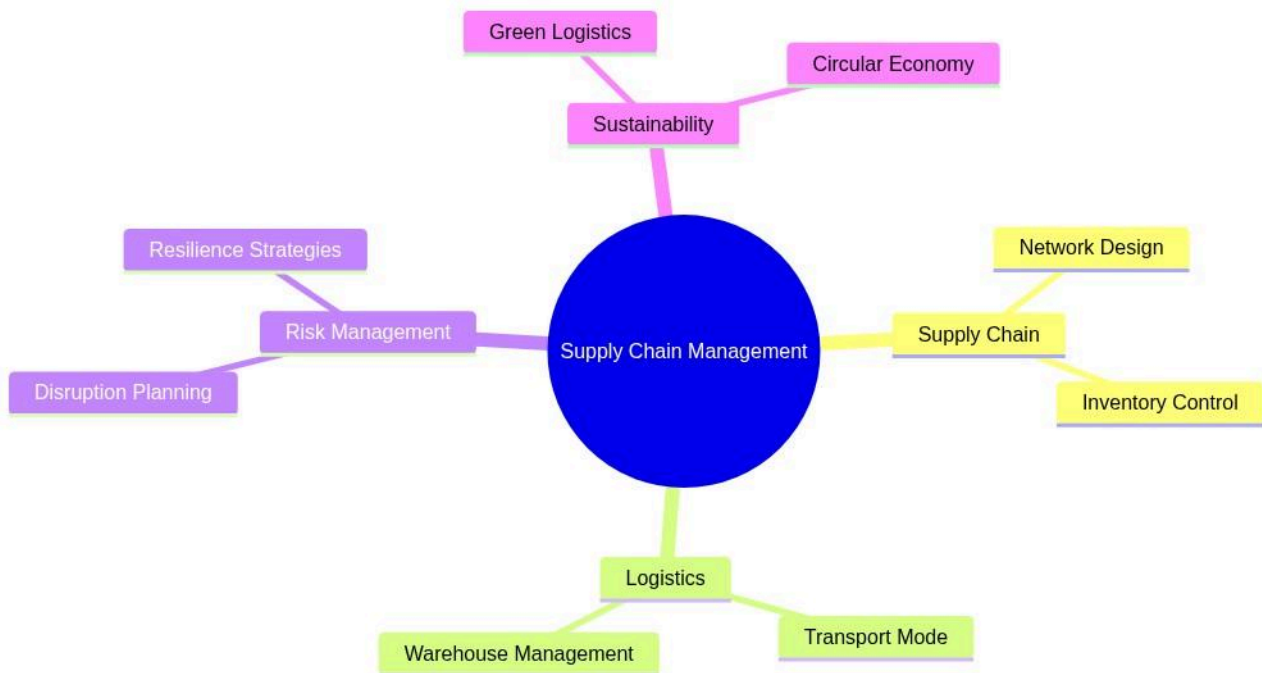 Green Logistics
Circular Economy
Sustainability
Resilience Strategies
Network Design
Risk Management
Supply Chain
Supply Chain Management
Disruption Planning
Inventory Control
Logistics
Transport Mode
Warehouse Management